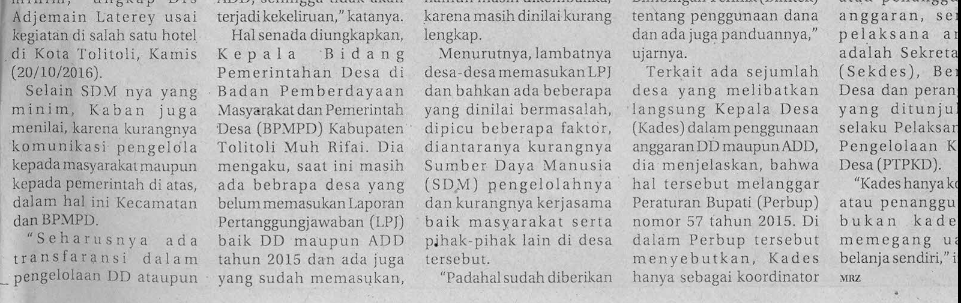 minim," ungkap Drs
Adjemain Laterey usai
kegiatan di salah satu hotel
di Kota Tolitoli, Kamis
(20/10/2016).
Selain SDM nya yang
minim, Kaban juga
menilai, karena kurangnya
komunikasi pengelola
kepada masyarakat maupun
kepada pemerintah di atas,
dalam hal ini Kecamatan
dan BPMPD.
"Seharusnya ada
transfaransi dalam
pengelolaan DD ataupun
terjadi kekeliruan," katanya.
Hal senada diungkapkan,
Kepala Bidang
Pemerintahan Desa di
Badan Pemberdayaan
Masyarakat dan Pemerintah
Desa (BPMPD) Kabupaten
Tolitoli Muh Rifai. Dia
mengaku, saat ini masih
ada bebrapa desa yang
belum memasukan Laporan
Pertanggungjawaban (LPJ)
baik DD maupun ADD
tahun 2015 dan ada juga
yang sudah memasukan,
karena masih dinilai kurang
lengkap.
Menurutnya, lambatnya
desa-desa memasukan LPJ
dan bahkan ada beberapa
yang dinilai bermasalah,
dipicu beberapa faktor,
diantaranya kurangnya
Sumber Daya Manusia
(SDM) pengelolahnya
dan kurangnya kerjasama
baik masyarakat serta
pihak-pihak lain di desa
tersebut.
"Padahal sudah diberikan
tentang penggunaan dana
dan ada juga panduannya,"
ujarnya.
Terkait ada sejumlah
desa yang melibatkan
langsung Kepala Desa
(Kades) dalam penggunaan
anggaran DD maupun ADD,
dia menjelaskan, bahwa
hal tersebut melanggar
Peraturan Bupati (Perbup)
nomor 57 tahun 2015. Di
dalam Perbup tersebut
menyebutkan, Kades
hanya sebagai koordinator
anggaran, se
pelaksana a
adalah Sekreta
(Sekdes), Be
Desa dan peran
yang ditunju
selaku Pelaksa
Pengelolaan K
Desa (PTPKD).
"Kades hanya k
atau penanggu
bukan kade
memegang ua
belanja sendiri," i
MRZ